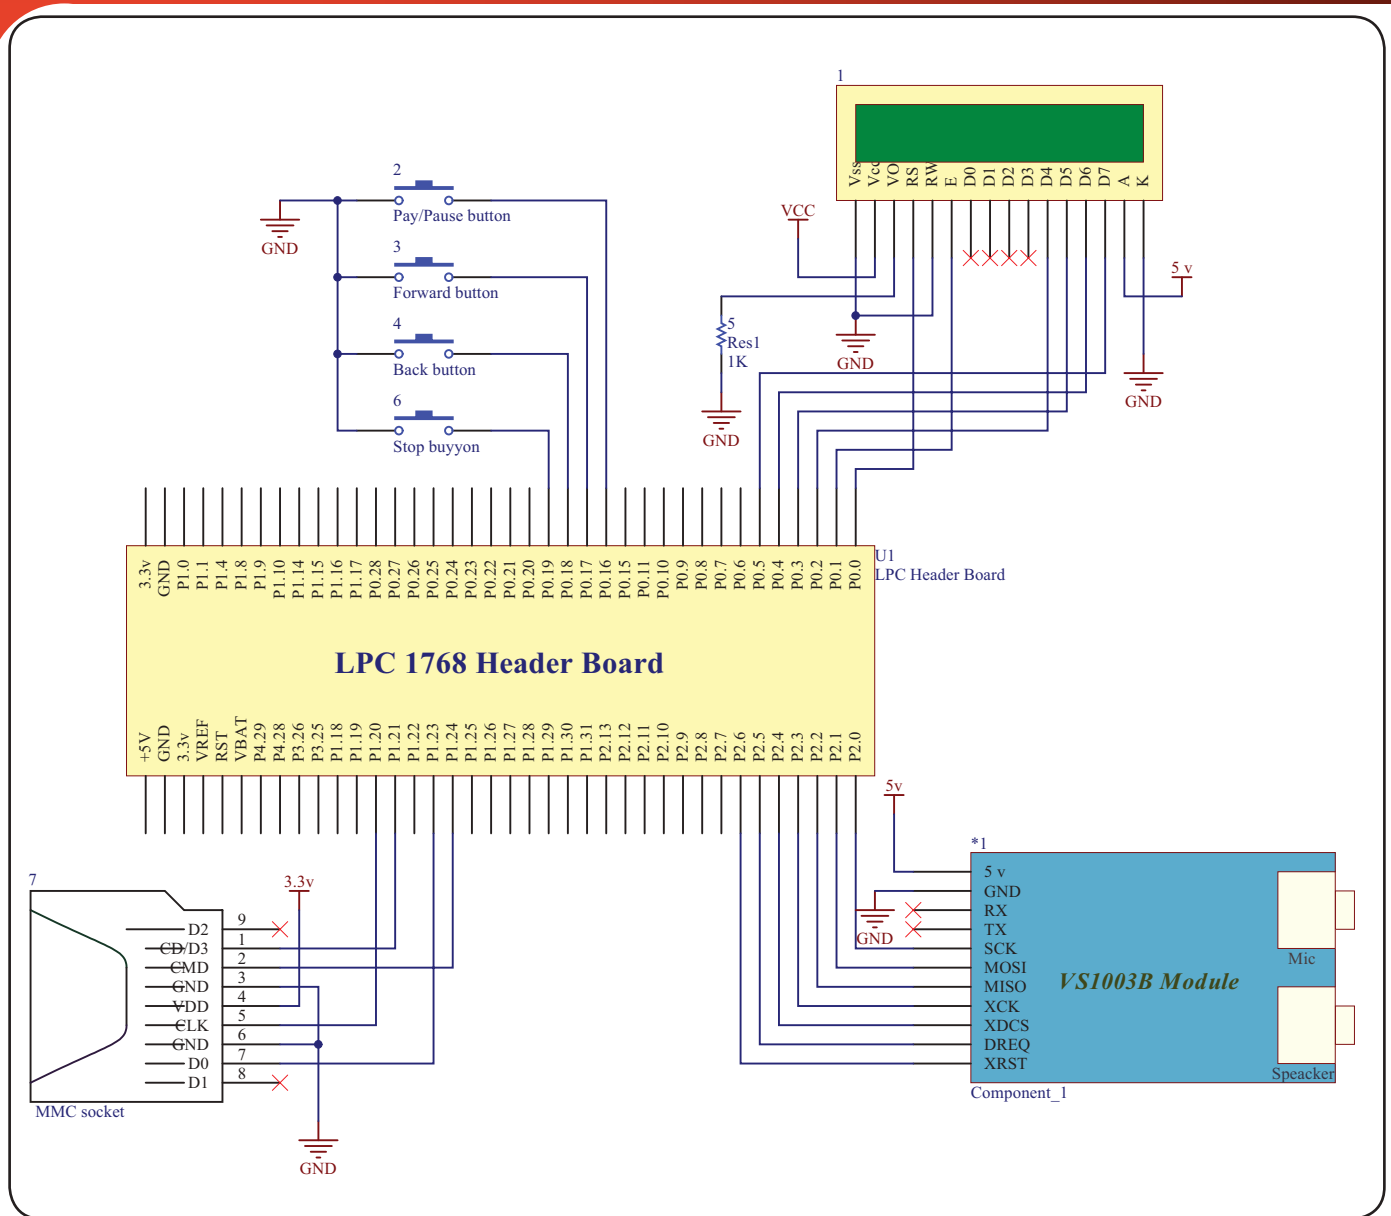 1
Vss Vcc VO RS RW E D0 D1 D2 D3 D4 D5 D6 D7 A K
VCC
5 v
GND
GND
5
Res1
1K
GND
2
Pay/Pause button
GND
3
Forward button
4
Back button
6
Stop buyyon
3.3v GND P1.0 P1.1 P1.4 P1.8 P1.9 P1.10 P1.14 P1.15 P1.16 P1.17 P0.28 P0.27 P0.26 P0.25 P0.24 P0.23 P0.22 P0.21 P0.20 P0.19 P0.18 P0.17 P0.16 P0.15 P0.11 P0.10 P0.9 P0.8 P0.7 P0.6 P0.5 P0.4 P0.3 P0.2 P0.1 P0.0
U1
LPC Header Board
LPC 1768 Header Board
+5V GND 3.3v VREF RST VBAT P4.29 P4.28 P3.26 P3.25 P1.18 P1.19 P1.20 P1.21 P1.22 P1.23 P1.24 P1.25 P1.26 P1.27 P1.28 P1.29 P1.30 P1.31 P2.13 P2.12 P2.11 P2.10 P2.9 P2.8 P2.7 P2.6 P2.5 P2.4 P2.3 P2.2 P2.1 P2.0
7
3.3v
D2 9
CD/D3 1
CMD 2
GND 3
VDD 4
CLK 5
GND 6
D0 7
D1 8
MMC socket
GND
5v
*1
5 v
GND
RX
TX
SCK
MOSI
MISO
XCK
XDCS
DREQ
XRST
GND
VS1003B Module
Mic
Speacker
Component_1